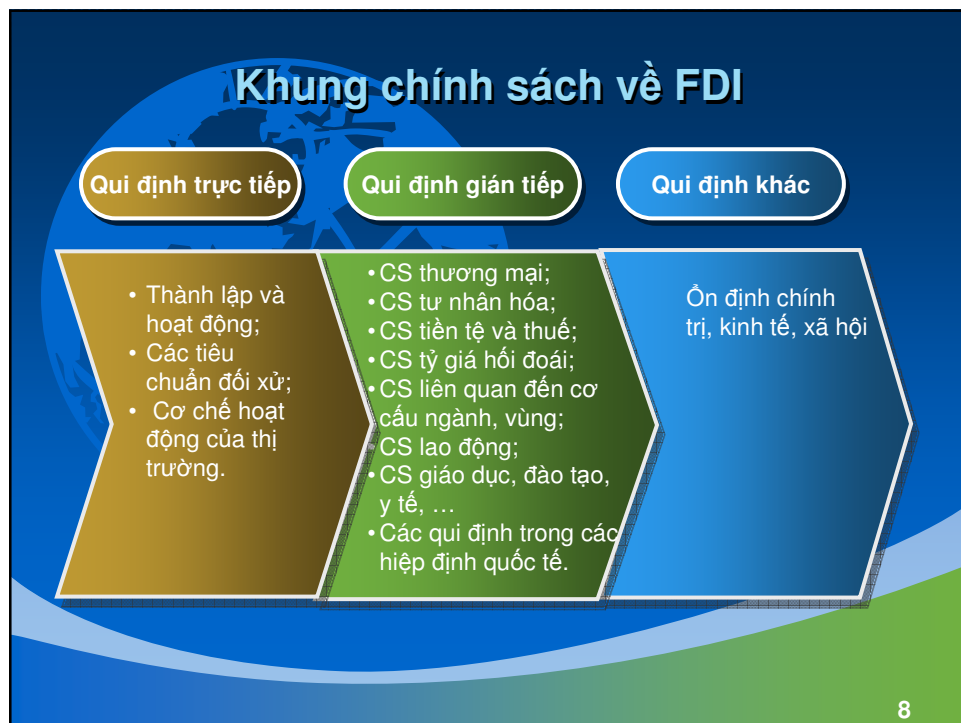 Khung chính sách về FDI
Qui định trực tiếp
Qui định gián tiếp
Qui định khác
• Thành lập và
hoạt động;
• Các tiêu
chuẩn đối xử;
• Cơ chế hoạt
động của thị
trường.
• CS thương mại;
• CS tư nhân hóa;
• CS tiền tệ và thuế;
• CS tỷ giá hối đoái;
• CS liên quan đến cơ
cấu ngành, vùng;
• CS lao động;
• CS giáo dục, đào tạo,
y tế, …
• Các qui định trong các
hiệp định quốc tế.
Ổn định chính
trị, kinh tế, xã hội
8